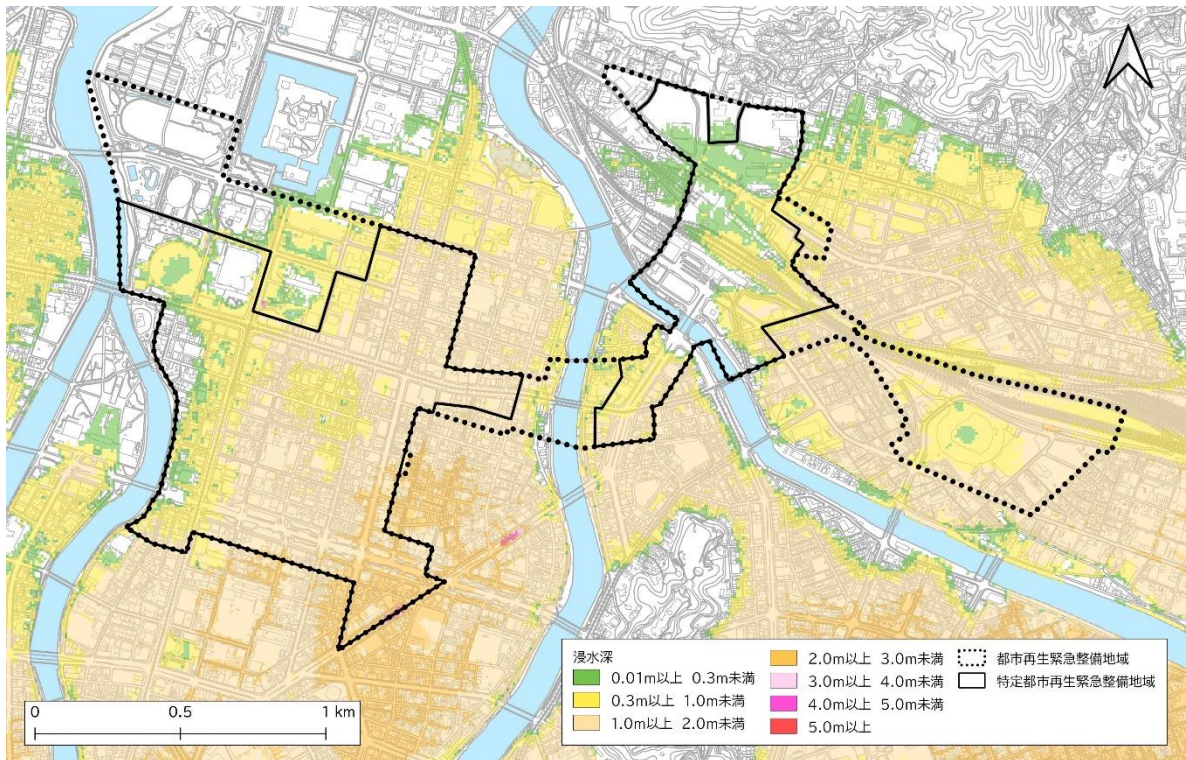 浸水深
0.01m以上 0.3m未満
0.3m以上 1.0m未満
1.0m以上 2.0m未満
2.0m以上 3.0m未満
3.0m以上 4.0m未満
4.0m以上 5.0m未満
5.0m以上
都市再生緊急整備地域
特定都市再生緊急整備地域
0 0.5 1 km